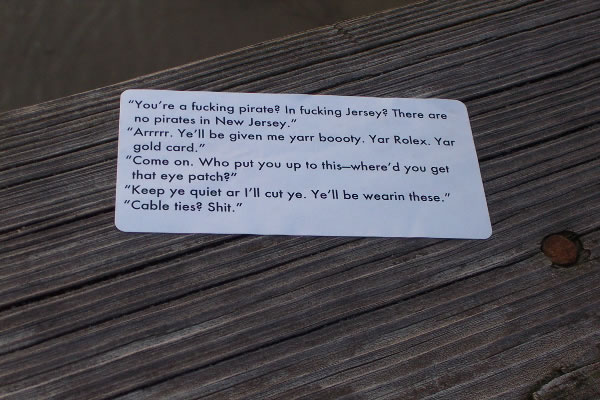 "You're a fucking pirate? In fucking Jersey? There are
no pirates in New Jersey."
"Arrrrr. Ye'll be given me yarr boooty. Yar Rolex. Yar
gold card."
"Come on. Who put you up to this—where'd you get
that eye patch?"
"Keep ye quiet ar I'll cut ye. Ye'll be wearin these."
"Cable ties? Shit."